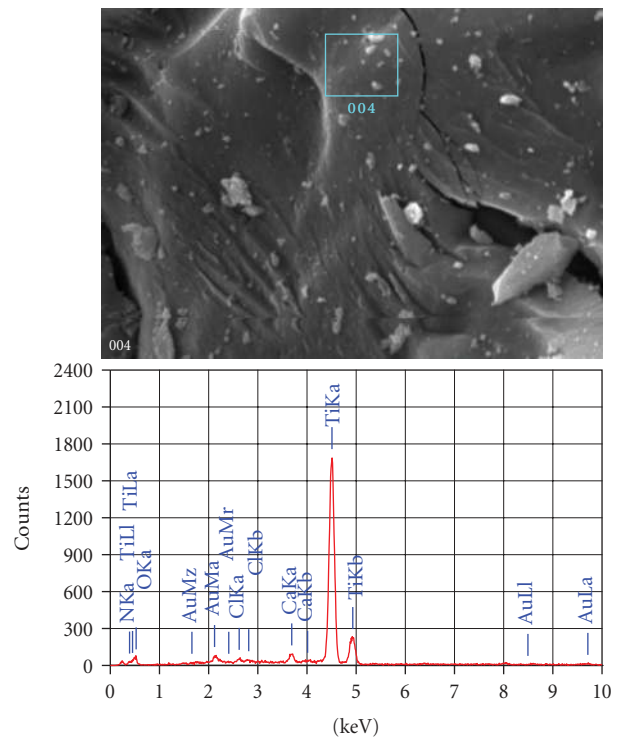 004
004
2400
2100
1800
1500
1200
900
600
300
0
Counts
NKa
TiLl
TiLa
OKa
AuMz
AuMa
AuMr
ClKa
ClKb
CaKa
CaKb
TiKa
TiKb
AuLl
AuLa
0 1 2 3 4 5 6 7 8 9 10
(keV)